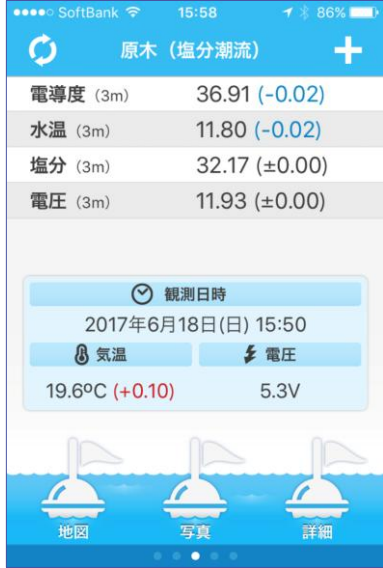 SoftBank 15:58 86%
原木（塩分潮流）
電導度（3m） 36.91 (-0.02)
水温（3m） 11.80 (-0.02)
塩分（3m） 32.17 (±0.00)
電圧（3m） 11.93 (±0.00)
観測日時
2017年6月18日(日) 15:50
気温 電圧
19.6ºC (+0.10) 5.3V
地図 写真 詳細